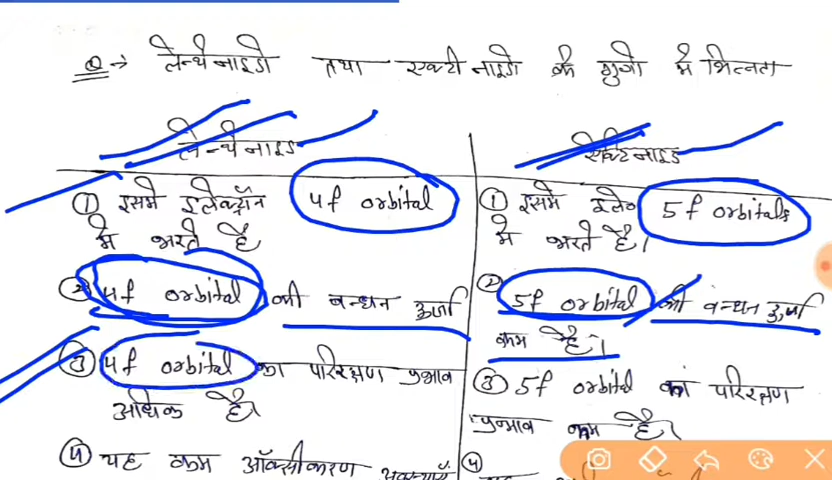 Q → लेन्थेनाइडो तथा एक्टीनाइडो के गुणो मे भिन्नता
लेन्थेनाइड
① इसमे इलेक्ट्रॉन 4f orbital
मे भरते है
② 4f orbital की बन्धन ऊर्जा
③ 4f orbital का परिरक्षण प्रभाव
अधिक है।
④ यह कम ऑक्सीकरण अवस्थाएँ
ऐक्टिनाइड
① इसमे इले० 5f orbitals
मे भरते है।
② 5f orbital की बन्धन ऊर्जा
कम है।
③ 5f orbital का परिरक्षण
प्रभाव कम है।
④